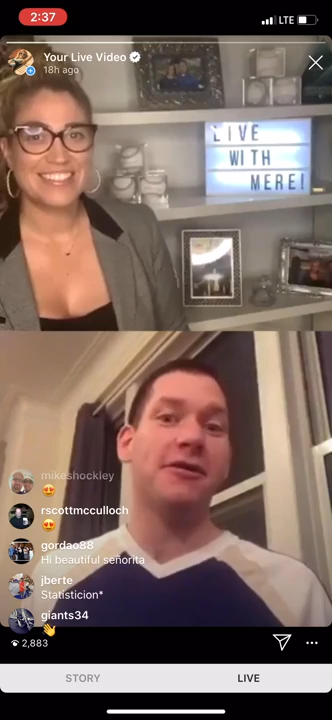 2:37
LTE
Your Live Video
18h ago
LIVE
WITH
MERE!
mikeshockley
😍
rscottmcculloch
😍
gordao88
Hi beautiful señorita
jberte
Statisticion*
giants34
👋
2,883
STORY
LIVE